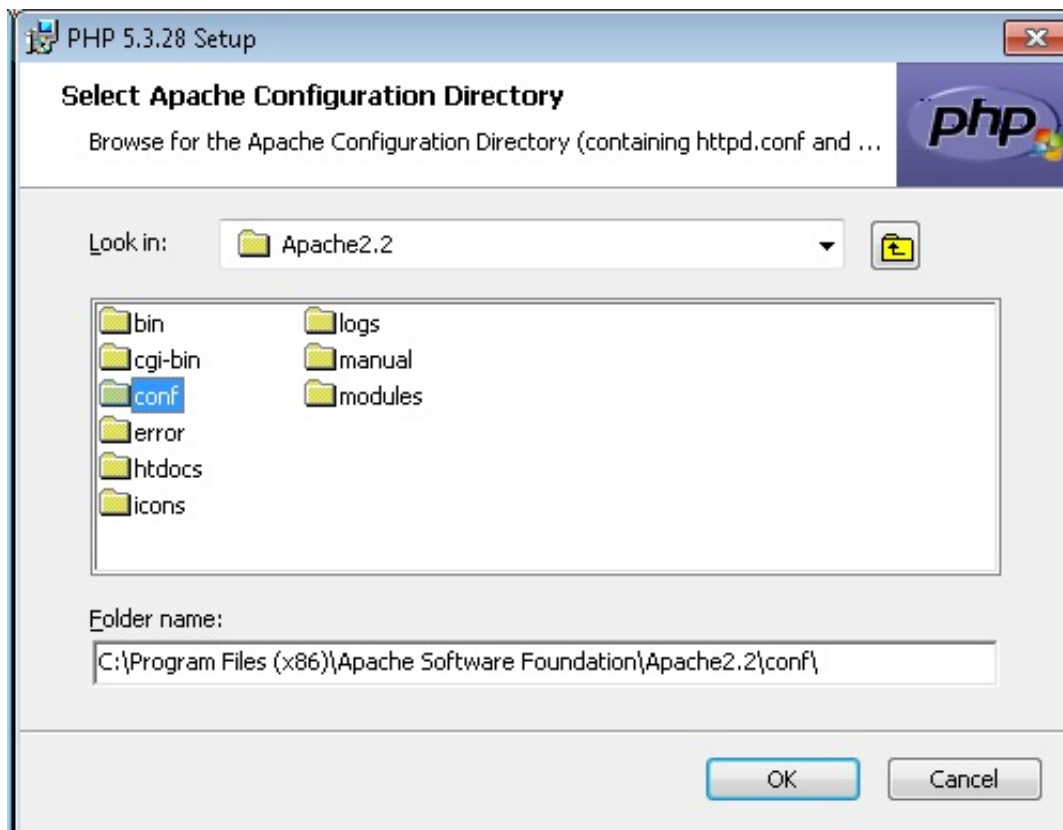 PHP 5.3.28 Setup
Select Apache Configuration Directory
Browse for the Apache Configuration Directory (containing httpd.conf and ...
php
Look in:
Apache2.2
bin
cgi-bin
conf
error
htdocs
icons
logs
manual
modules
Folder name:
C:\Program Files (x86)\Apache Software Foundation\Apache2.2\conf\
OK
Cancel